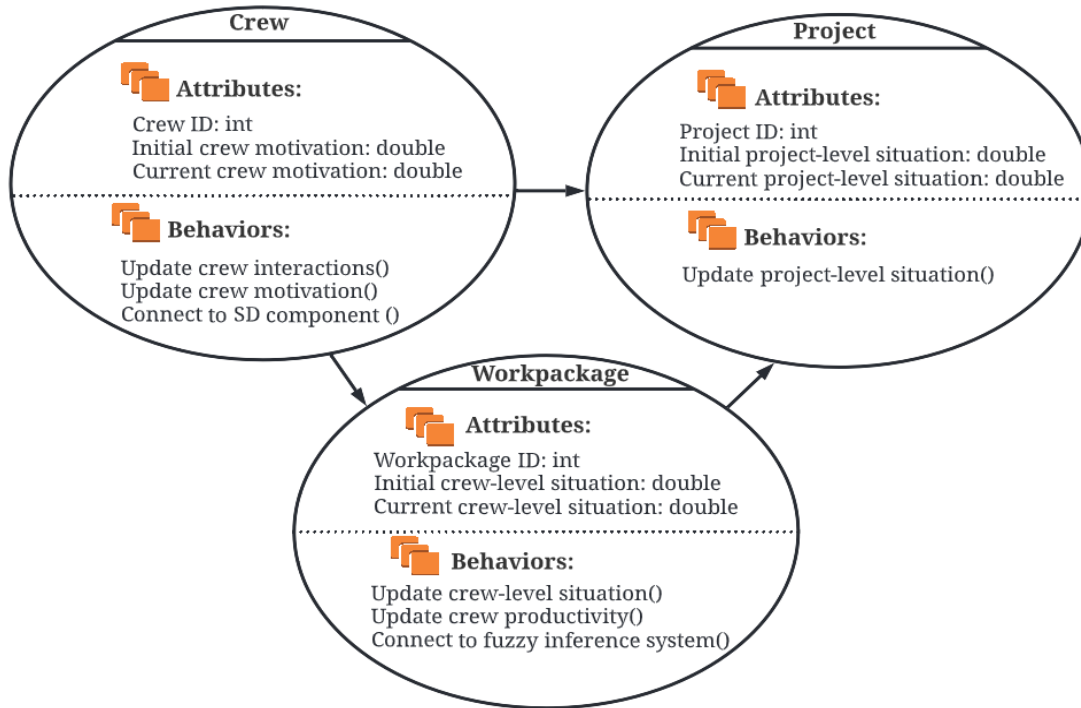 Crew
Attributes:
Crew ID: int
Initial crew motivation: double
Current crew motivation: double
Behaviors:
Update crew interactions()
Update crew motivation()
Connect to SD component ()
Project
Attributes:
Project ID: int
Initial project-level situation: double
Current project-level situation: double
Behaviors:
Update project-level situation()
Workpackage
Attributes:
Workpackage ID: int
Initial crew-level situation: double
Current crew-level situation: double
Behaviors:
Update crew-level situation()
Update crew productivity()
Connect to fuzzy inference system()